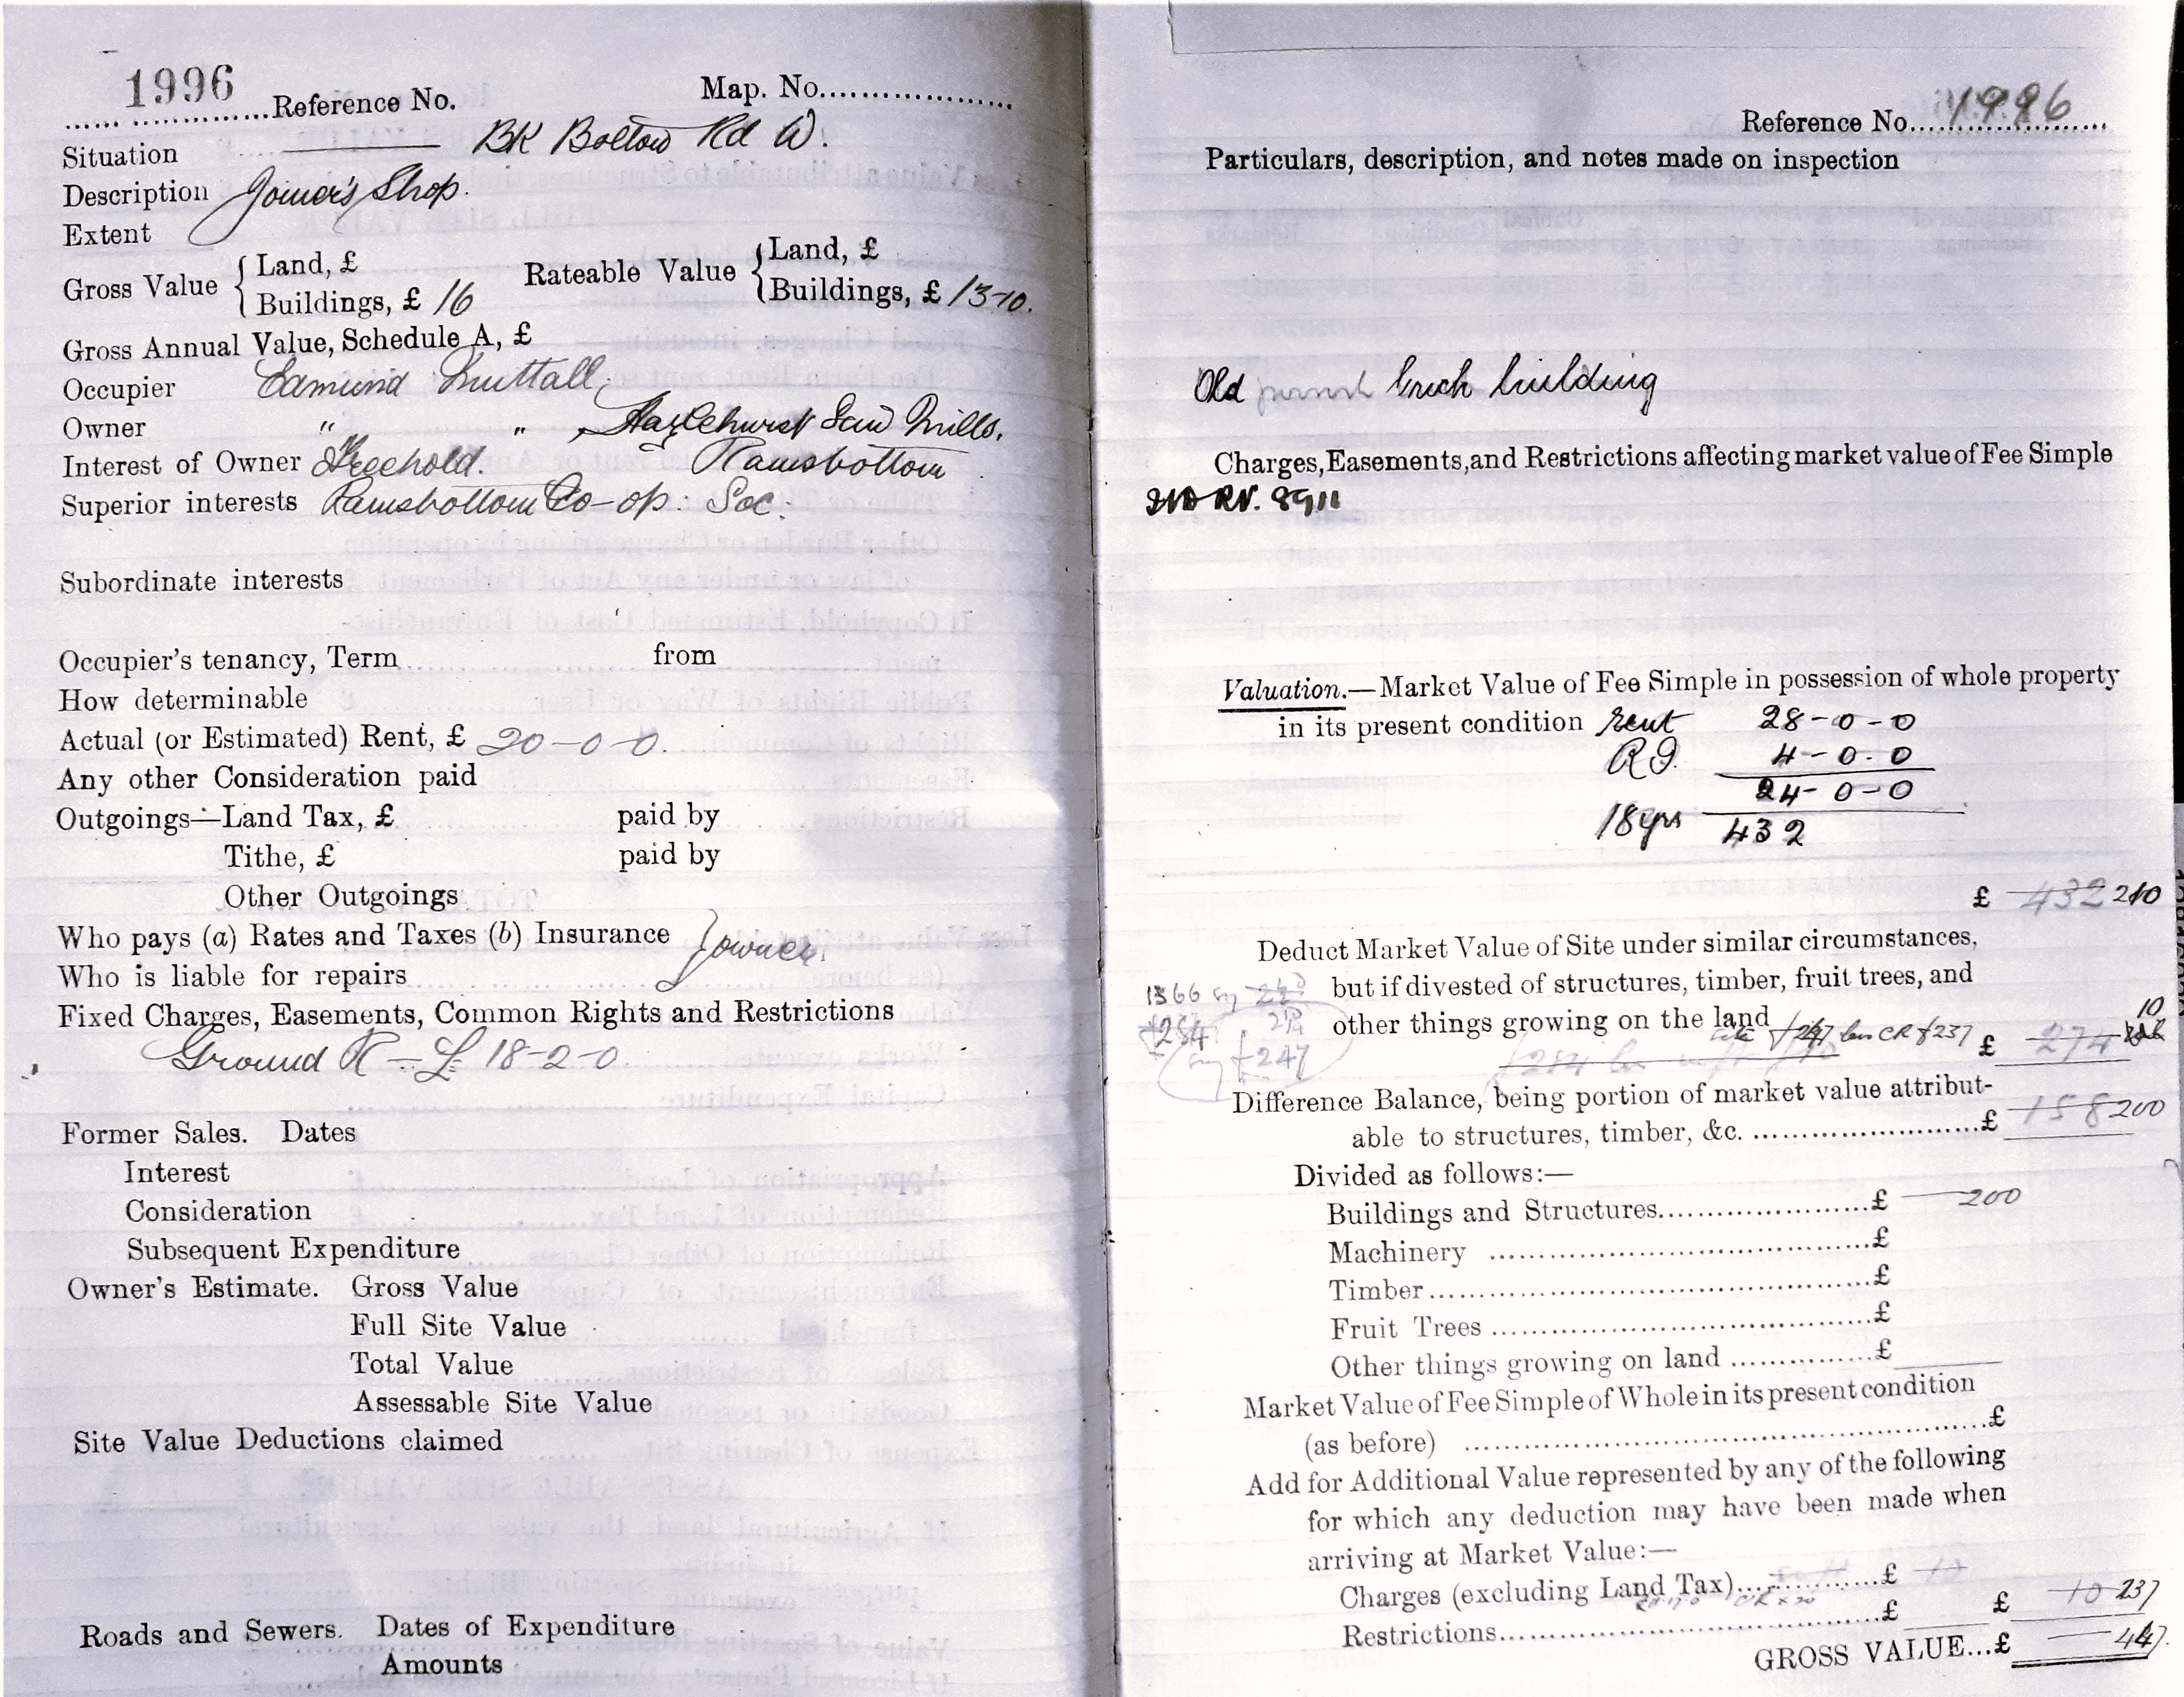 1996 Reference No. Map. No.
Situation BK Bolton Rd W.
Description Joiner's Shop.
Extent
Gross Value { Land, £
Buildings, £ 16
Rateable Value { Land, £
Buildings, £ 13-10.
Gross Annual Value, Schedule A, £
Occupier Edmund Nuttall,
Owner " " , Hazlehurst Saw Mills,
Interest of Owner Freehold. Ramsbottom
Superior interests Ramsbottom Co-op: Soc.
Subordinate interests
Occupier's tenancy, Term from
How determinable
Actual (or Estimated) Rent, £ 20-0-0.
Any other Consideration paid
Outgoings—Land Tax, £ paid by
Tithe, £ paid by
Other Outgoings
Who pays (a) Rates and Taxes (b) Insurance } owner.
Who is liable for repairs
Fixed Charges, Easements, Common Rights and Restrictions
Ground R - £ 18-2-0.
Former Sales. Dates
Interest
Consideration
Subsequent Expenditure
Owner's Estimate. Gross Value
Full Site Value
Total Value
Assessable Site Value
Site Value Deductions claimed
Roads and Sewers. Dates of Expenditure
Amounts
Reference No. 1996
Particulars, description, and notes made on inspection
Old brick building
Charges, Easements, and Restrictions affecting market value of Fee Simple
Valuation.—Market Value of Fee Simple in possession of whole property
in its present condition rent 28-0-0
4-0-0
24-0-0
18 yrs 432
£ 432 210
Deduct Market Value of Site under similar circumstances,
but if divested of structures, timber, fruit trees, and
other things growing on the land
£247 less CR £237 £ 274 10
1366
284
£247
Difference Balance, being portion of market value attribut-
able to structures, timber, &c. £ 158 200
Divided as follows:—
Buildings and Structures £ 200
Machinery £
Timber £
Fruit Trees £
Other things growing on land £
Market Value of Fee Simple of Whole in its present condition
(as before) £
Add for Additional Value represented by any of the following
for which any deduction may have been made when
arriving at Market Value:—
Charges (excluding Land Tax) £ 10
Restrictions £ £ 10 237
GROSS VALUE...£ 447